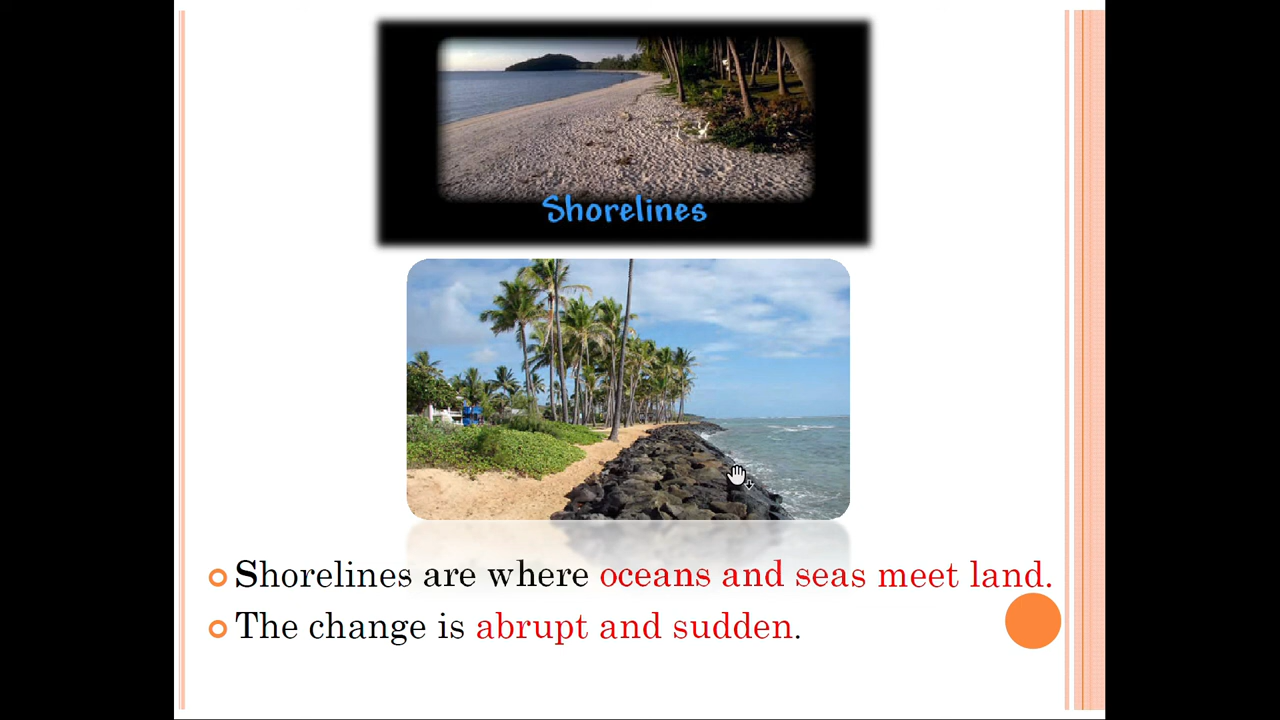 Shorelines
Shorelines are where oceans and seas meet land.
The change is abrupt and sudden.